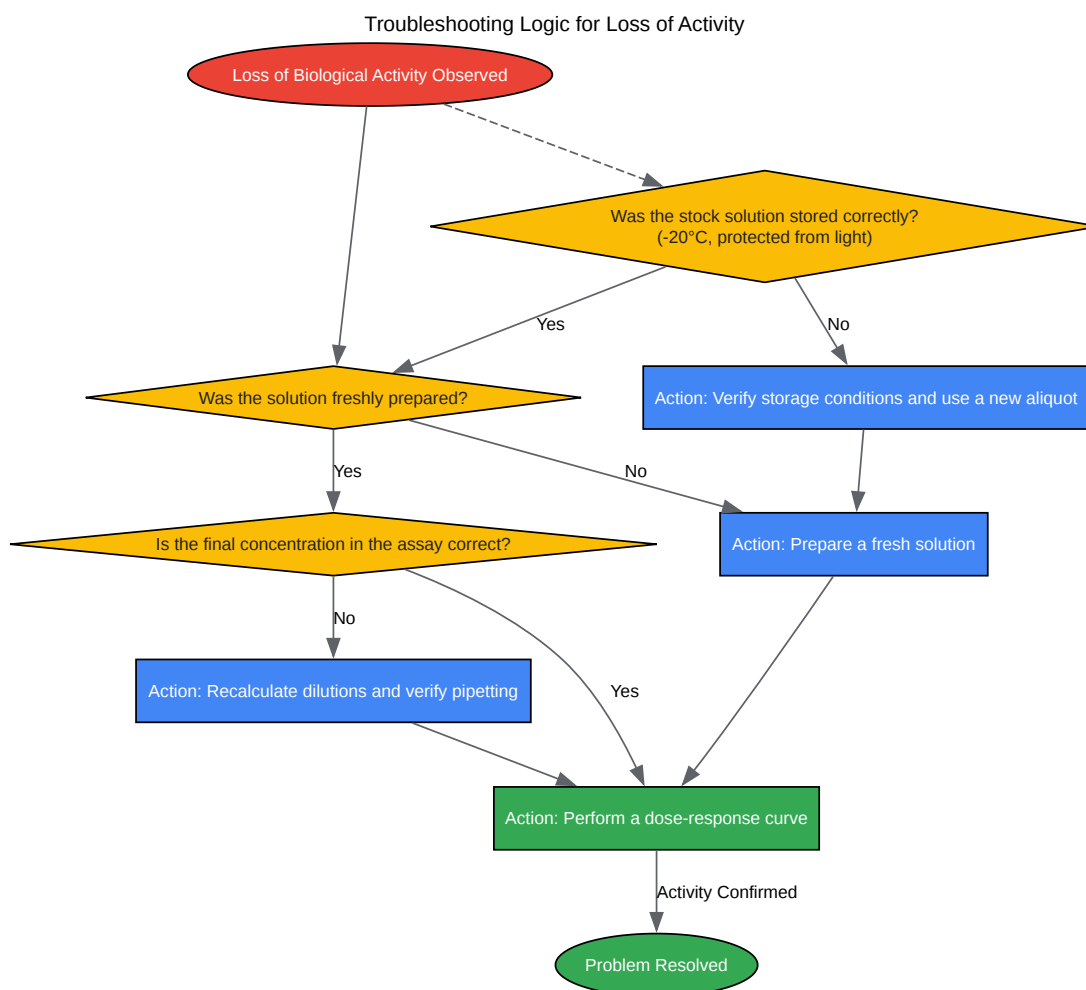 Troubleshooting Logic for Loss of Activity
Loss of Biological Activity Observed
Was the stock solution stored correctly?
(-20°C, protected from light)
Yes
No
Was the solution freshly prepared?
Action: Verify storage conditions and use a new aliquot
Yes
No
Is the final concentration in the assay correct?
Action: Prepare a fresh solution
No
Action: Recalculate dilutions and verify pipetting
Yes
Action: Perform a dose-response curve
Activity Confirmed
Problem Resolved